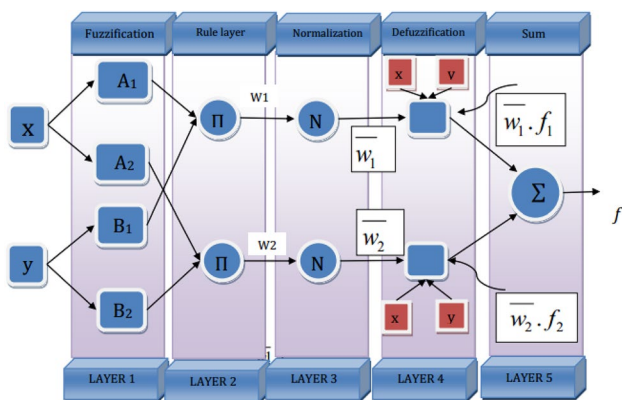 Fuzzification Rule layer Normalization Defuzzification Sum
x y
A₁
W1
x
Π N
w̅₁
w̅₁ . f₁
A₂
Σ
f
B₁
w̅₂
y
W2
Π N
B₂
x y
w̅₂ . f₂
LAYER 1 LAYER 2 LAYER 3 LAYER 4 LAYER 5